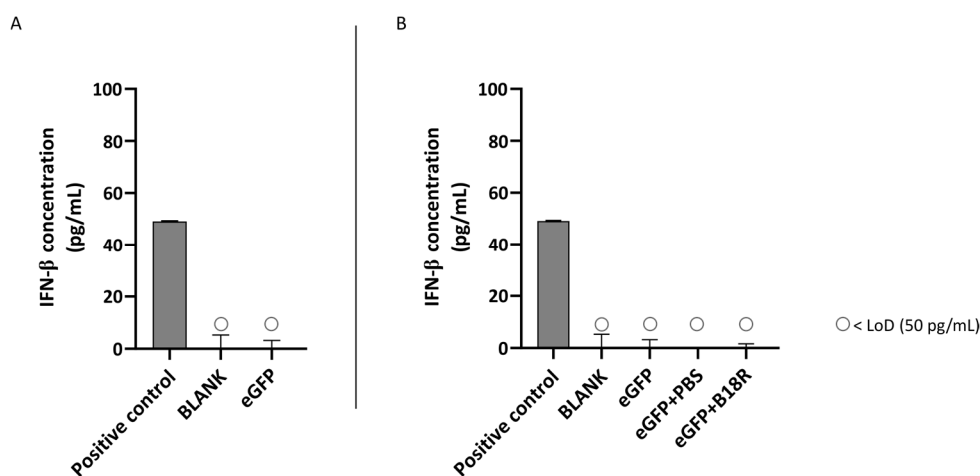 A
IFN-β concentration
(pg/mL)
100
80
60
40
20
0
Positive control
BLANK
eGFP
B
IFN-β concentration
(pg/mL)
100
80
60
40
20
0
Positive control
BLANK
eGFP
eGFP+PBS
eGFP+B18R
< LoD (50 pg/mL)